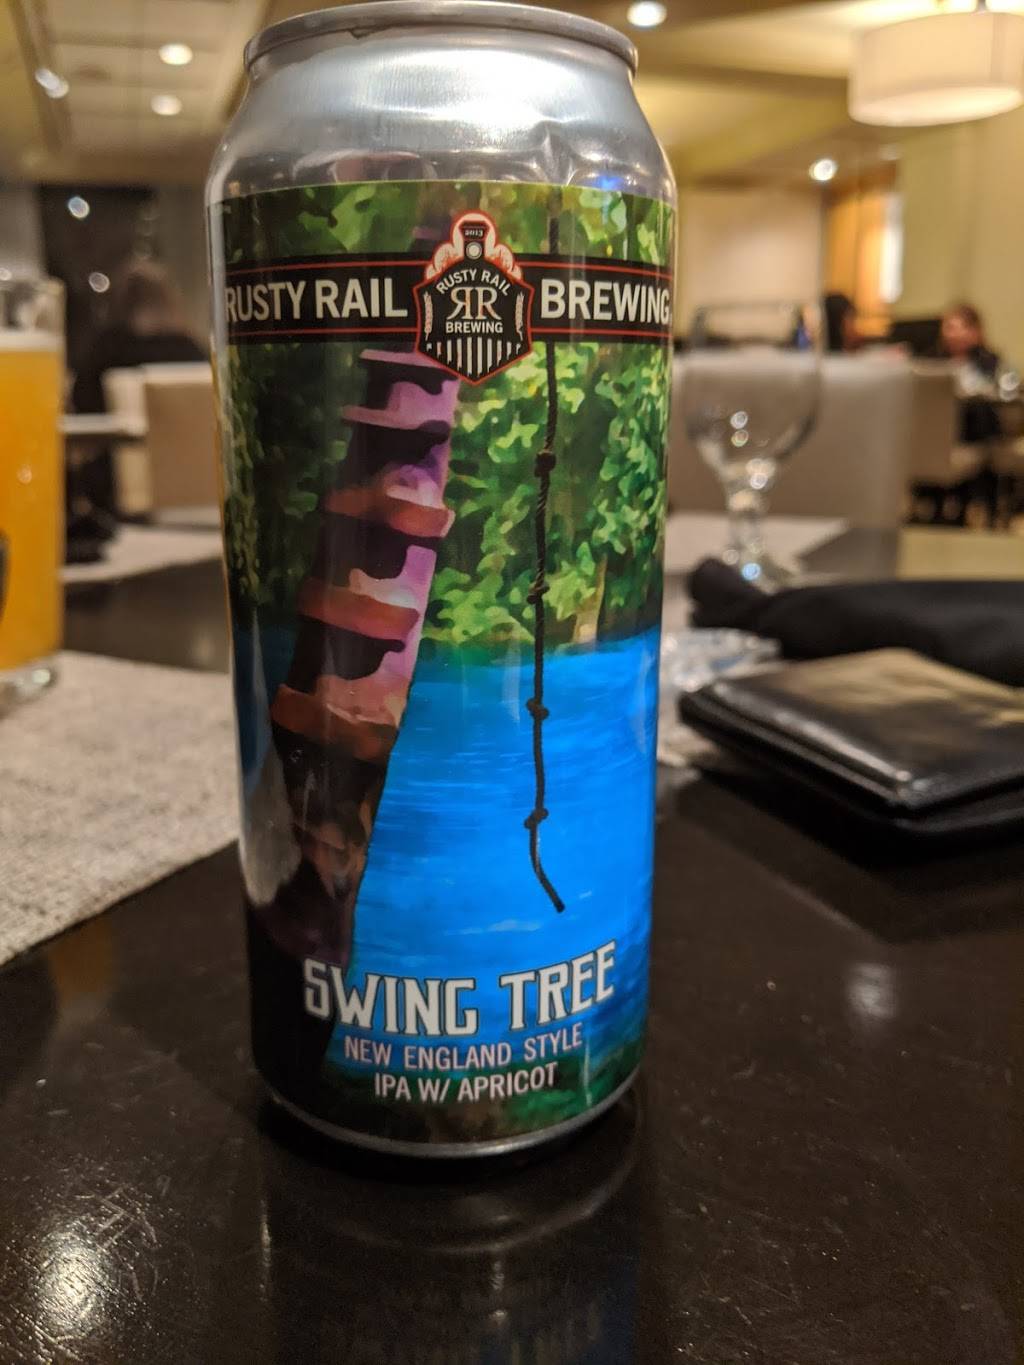 2013
RUSTY RAIL
RR
BREWING
RUSTY RAIL BREWING
SWING TREE
NEW ENGLAND STYLE
IPA W/ APRICOT